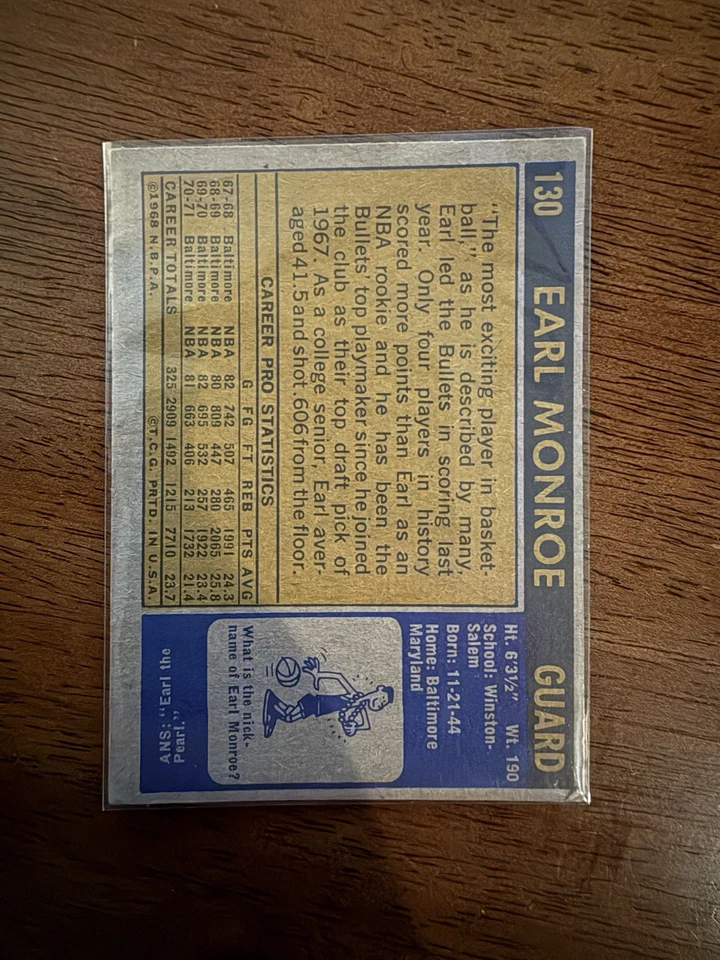 130 EARL MONROE GUARD
"The most exciting player in basket-
ball," as he is described by many,
Earl led the Bullets in scoring last
year. Only four players in history
scored more points than Earl as an
NBA rookie and he has been the
Bullets' top playmaker since he joined
the club as their top draft pick of
1967. As a college senior, Earl aver-
aged 41.5 and shot .606 from the floor.
CAREER PRO STATISTICS
G FG FT REB PTS AVG
67-68 Baltimore NBA 82 742 507 465 1991 24.3
68-69 Baltimore NBA 80 809 447 280 2065 25.8
69-70 Baltimore NBA 82 695 532 257 1922 23.4
70-71 Baltimore NBA 81 663 406 213 1732 21.4
CAREER TOTALS 325 2909 1492 1215 7710 23.7
©1968 N.B.P.A. ©T.C.G. PRTD. IN U.S.A.
Ht. 6'3½" Wt. 190
School: Winston-
Salem
Born: 11-21-44
Home: Baltimore
Maryland
What is the nick-
name of Earl Monroe?
ANS: "Earl the
Pearl."